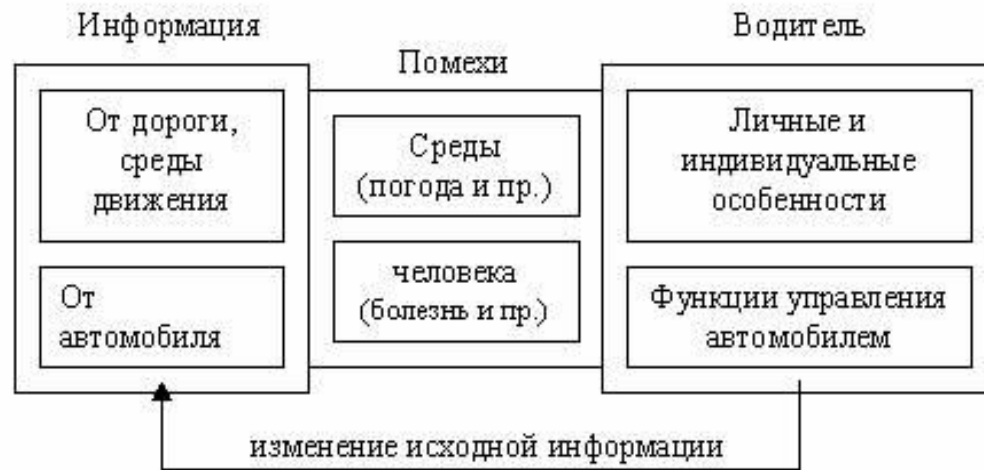 Информация
От дороги,
среды
движения
От
автомобиля
Помехи
Среды
(погода и пр.)
человека
(болезнь и пр.)
Водитель
Личные и
индивидуальные
особенности
Функции управления
автомобилем
изменение исходной информации